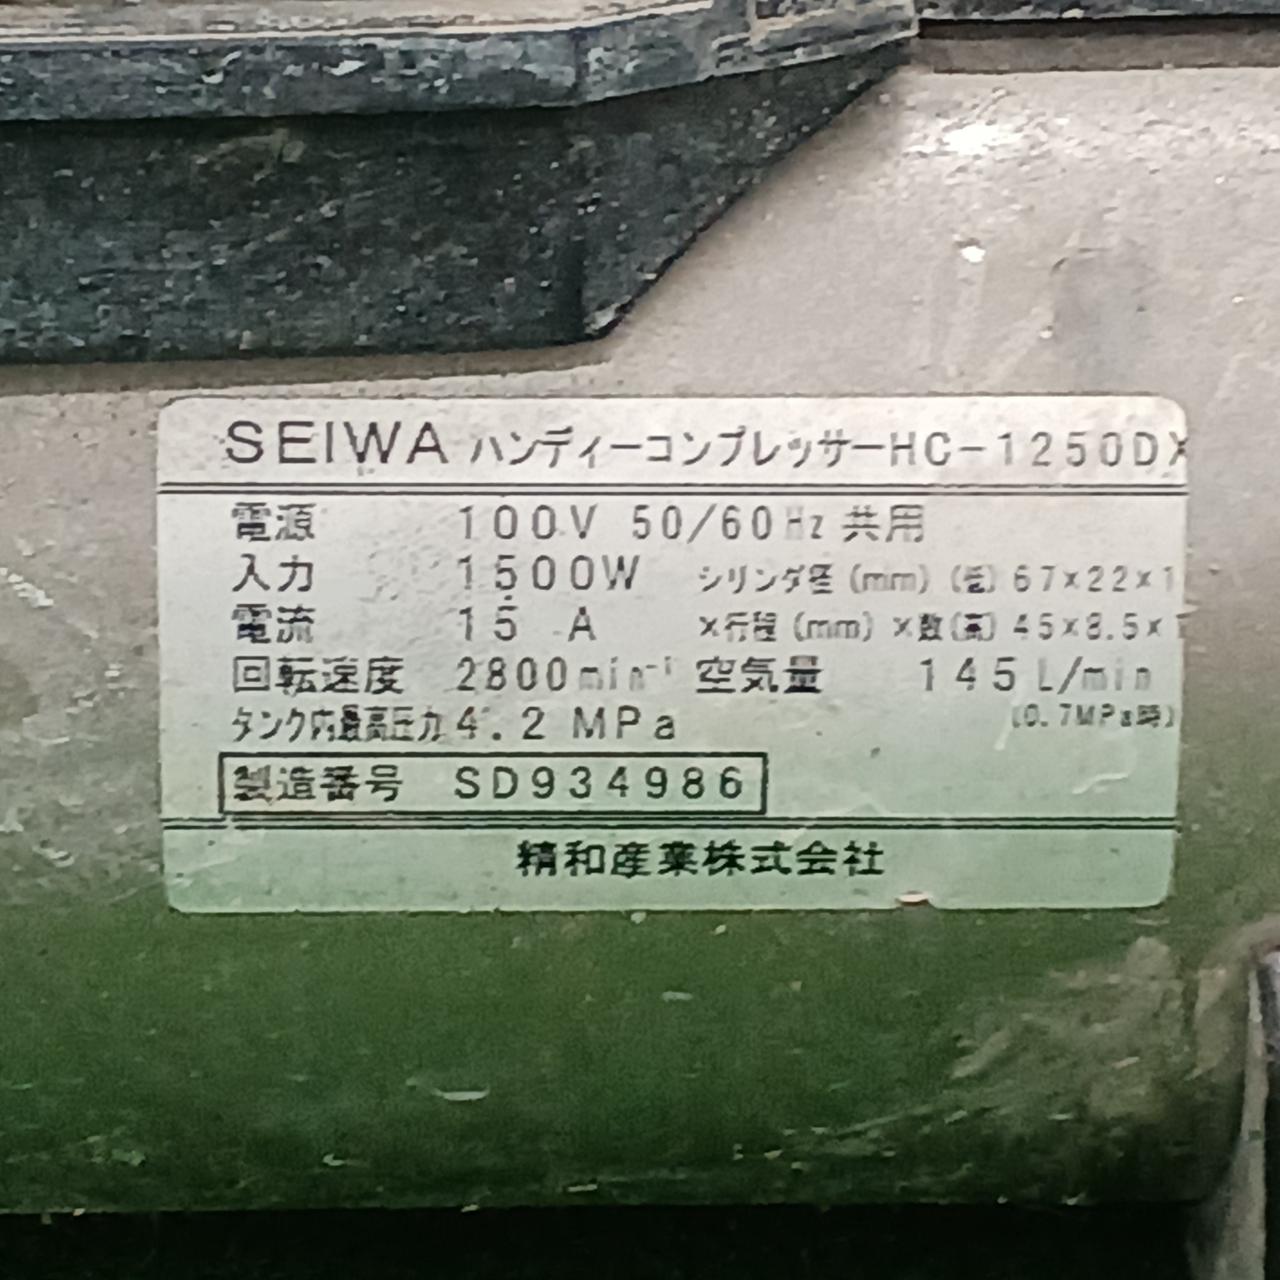 SEIWA ハンディーコンプレッサーHC-1250DX
電源 100V 50/60Hz 共用
入力 1500W シリンダ径(mm)(低)67×22×1
電流 15 A ×行程(mm)×数(高)45×8.5×1
回転速度 2800min⁻¹ 空気量 145L/min
タンク内最高圧力 4.2 MPa (0.7MPa時)
製造番号 SD934986
精和産業株式会社